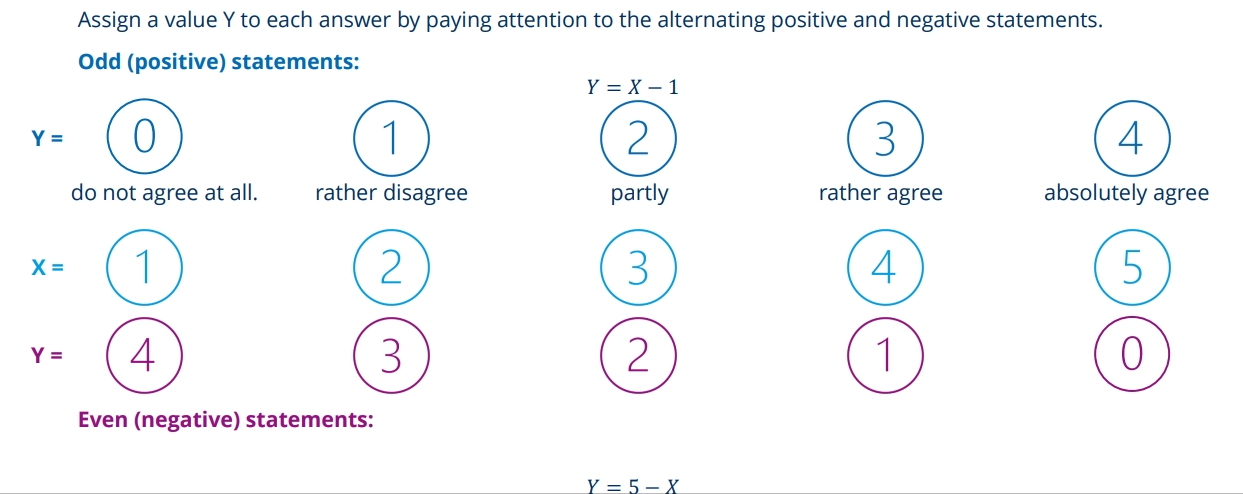 Assign a value Y to each answer by paying attention to the alternating positive and negative statements.
Odd (positive) statements:
Y = X − 1
Y = 0 1 2 3 4
do not agree at all. rather disagree partly rather agree absolutely agree
X = 1 2 3 4 5
Y = 4 3 2 1 0
Even (negative) statements:
Y = 5 − X